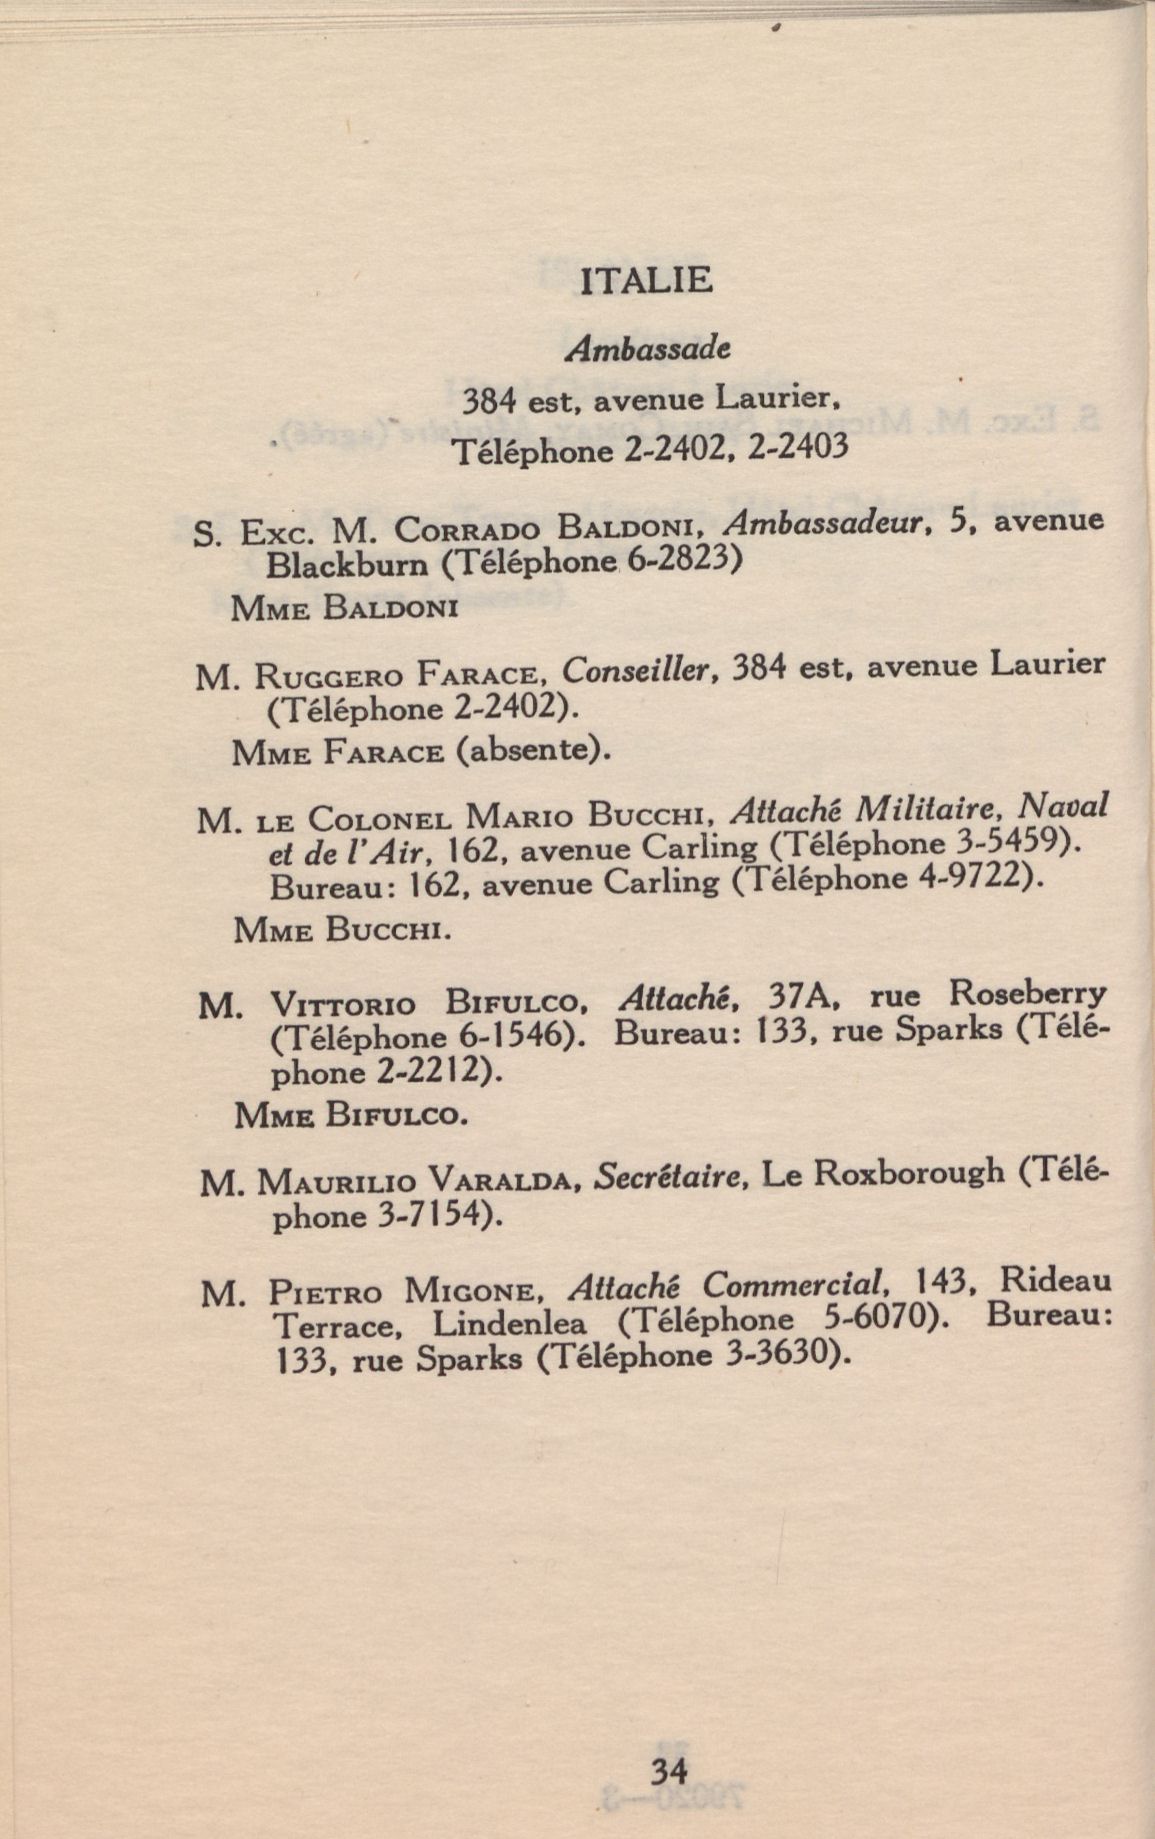 ITALIE
Ambassade
384 est, avenue Laurier,
Téléphone 2-2402, 2-2403
S. Exc. M. Corrado Baldoni, Ambassadeur, 5, avenue
Blackburn (Téléphone 6-2823)
Mme Baldoni
M. Ruggero Farace, Conseiller, 384 est, avenue Laurier
(Téléphone 2-2402).
Mme Farace (absente).
M. le Colonel Mario Bucchi, Attaché Militaire, Naval
et de l'Air, 162, avenue Carling (Téléphone 3-5459).
Bureau: 162, avenue Carling (Téléphone 4-9722).
Mme Bucchi.
M. Vittorio Bifulco, Attaché, 37A, rue Roseberry
(Téléphone 6-1546). Bureau: 133, rue Sparks (Télé-
phone 2-2212).
Mme Bifulco.
M. Maurilio Varalda, Secrétaire, Le Roxborough (Télé-
phone 3-7154).
M. Pietro Migone, Attaché Commercial, 143, Rideau
Terrace, Lindenlea (Téléphone 5-6070). Bureau:
133, rue Sparks (Téléphone 3-3630).
34